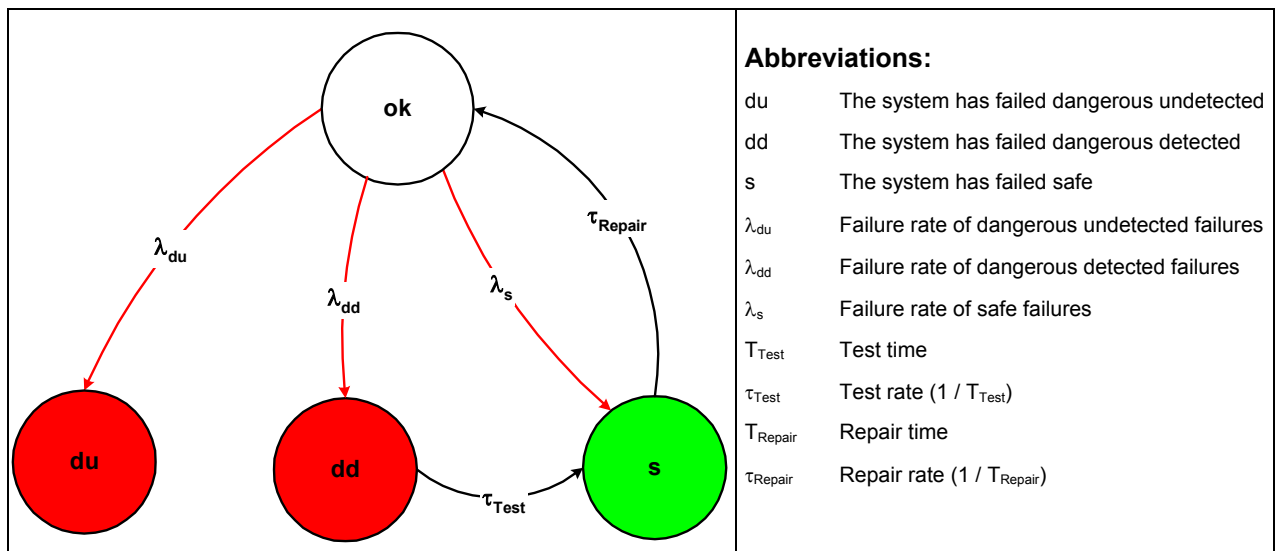 ok
λdu
λdd
λs
τRepair
du
dd
s
τTest
Abbreviations:
du The system has failed dangerous undetected
dd The system has failed dangerous detected
s The system has failed safe
λdu Failure rate of dangerous undetected failures
λdd Failure rate of dangerous detected failures
λs Failure rate of safe failures
TTest Test time
τTest Test rate (1 / TTest)
TRepair Repair time
τRepair Repair rate (1 / TRepair)